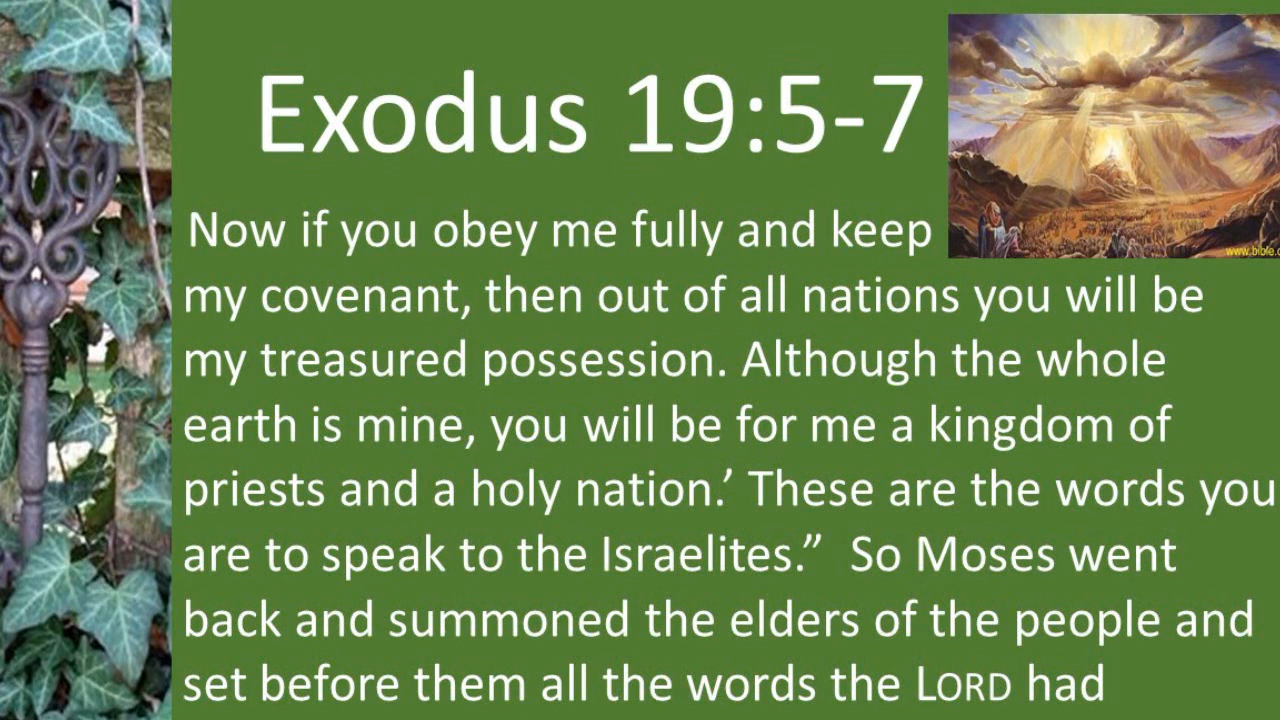 Exodus 19:5-7
Now if you obey me fully and keep
my covenant, then out of all nations you will be
my treasured possession. Although the whole
earth is mine, you will be for me a kingdom of
priests and a holy nation.’ These are the words you
are to speak to the Israelites.”  So Moses went
back and summoned the elders of the people and
set before them all the words the LORD had
www.bible.c